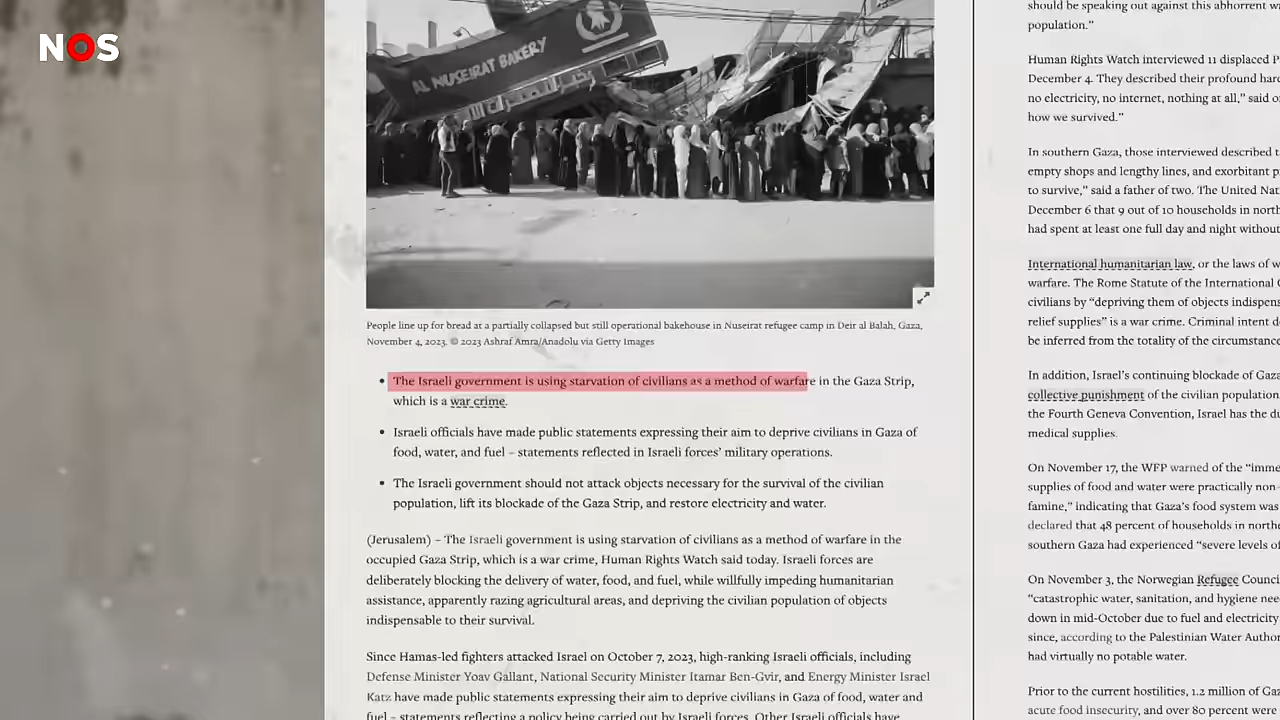 NOS
AL NUSEIRAT BAKERY
People line up for bread at a partially collapsed but still operational bakehouse in Nuseirat refugee camp in Deir al Balah, Gaza,
November 4, 2023. © 2023 Ashraf Amra/Anadolu via Getty Images
• The Israeli government is using starvation of civilians as a method of warfare in the Gaza Strip,
which is a war crime.
• Israeli officials have made public statements expressing their aim to deprive civilians in Gaza of
food, water, and fuel – statements reflected in Israeli forces' military operations.
• The Israeli government should not attack objects necessary for the survival of the civilian
population, lift its blockade of the Gaza Strip, and restore electricity and water.
(Jerusalem) – The Israeli government is using starvation of civilians as a method of warfare in the
occupied Gaza Strip, which is a war crime, Human Rights Watch said today. Israeli forces are
deliberately blocking the delivery of water, food, and fuel, while willfully impeding humanitarian
assistance, apparently razing agricultural areas, and depriving the civilian population of objects
indispensable to their survival.
Since Hamas-led fighters attacked Israel on October 7, 2023, high-ranking Israeli officials, including
Defense Minister Yoav Gallant, National Security Minister Itamar Ben-Gvir, and Energy Minister Israel
Katz have made public statements expressing their aim to deprive civilians in Gaza of food, water and
fuel – statements reflecting a policy being carried out by Israeli forces. Other Israeli officials have
should be speaking out against this abhorrent
population."
Human Rights Watch interviewed 11 displaced
December 4. They described their profound
no electricity, no internet, nothing at all," said
how we survived."
In southern Gaza, those interviewed described
empty shops and lengthy lines, and exorbitant
to survive," said a father of two. The United
December 6 that 9 out of 10 households in
had spent at least one full day and night
International humanitarian law, or the laws of
warfare. The Rome Statute of the International
civilians by "depriving them of objects
relief supplies" is a war crime. Criminal intent
be inferred from the totality of the
In addition, Israel's continuing blockade of
collective punishment of the civilian
the Fourth Geneva Convention, Israel has the
medical supplies.
On November 17, the WFP warned of the
supplies of food and water were practically
famine," indicating that Gaza's food system was
declared that 48 percent of households in
southern Gaza had experienced "severe levels
On November 3, the Norwegian Refugee
"catastrophic water, sanitation, and hygiene
down in mid-October due to fuel and electricity
since, according to the Palestinian Water
had virtually no potable water.
Prior to the current hostilities, 1.2 million of
acute food insecurity, and over 80 percent were